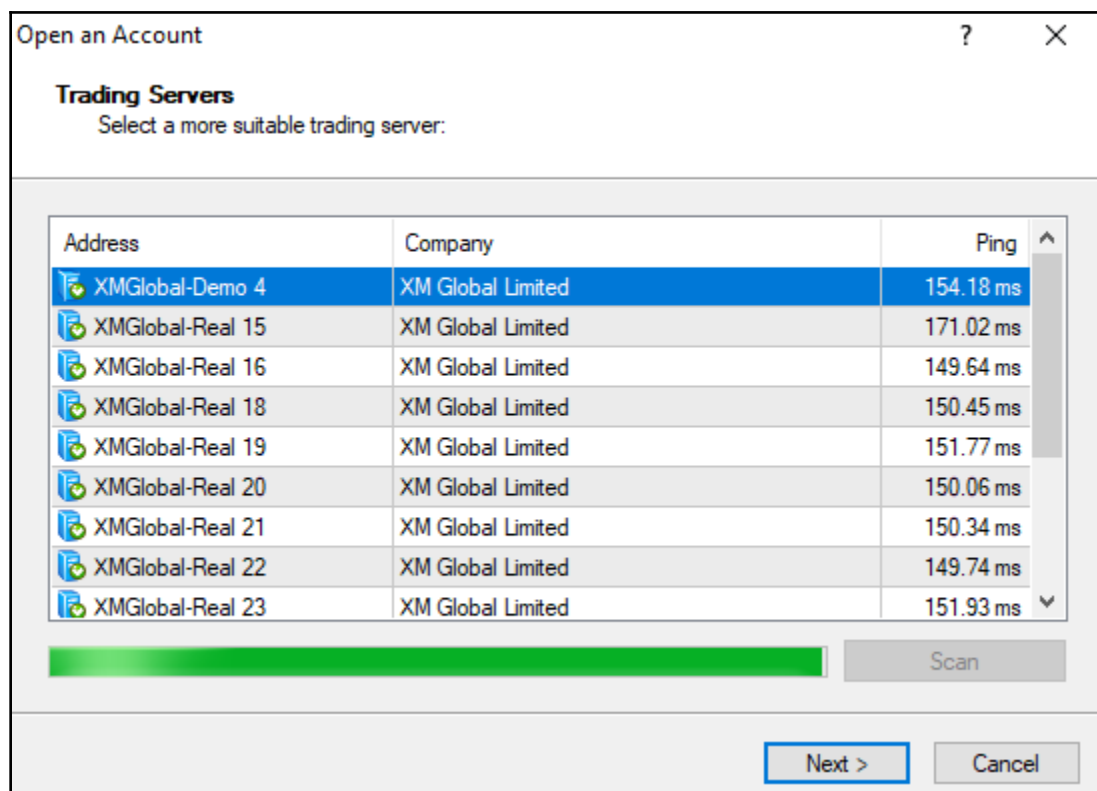 Open an Account ?
Trading Servers
Select a more suitable trading server:
Address Company Ping
XMGlobal-Demo 4 XM Global Limited 154.18 ms
XMGlobal-Real 15 XM Global Limited 171.02 ms
XMGlobal-Real 16 XM Global Limited 149.64 ms
XMGlobal-Real 18 XM Global Limited 150.45 ms
XMGlobal-Real 19 XM Global Limited 151.77 ms
XMGlobal-Real 20 XM Global Limited 150.06 ms
XMGlobal-Real 21 XM Global Limited 150.34 ms
XMGlobal-Real 22 XM Global Limited 149.74 ms
XMGlobal-Real 23 XM Global Limited 151.93 ms
Scan
Next > Cancel